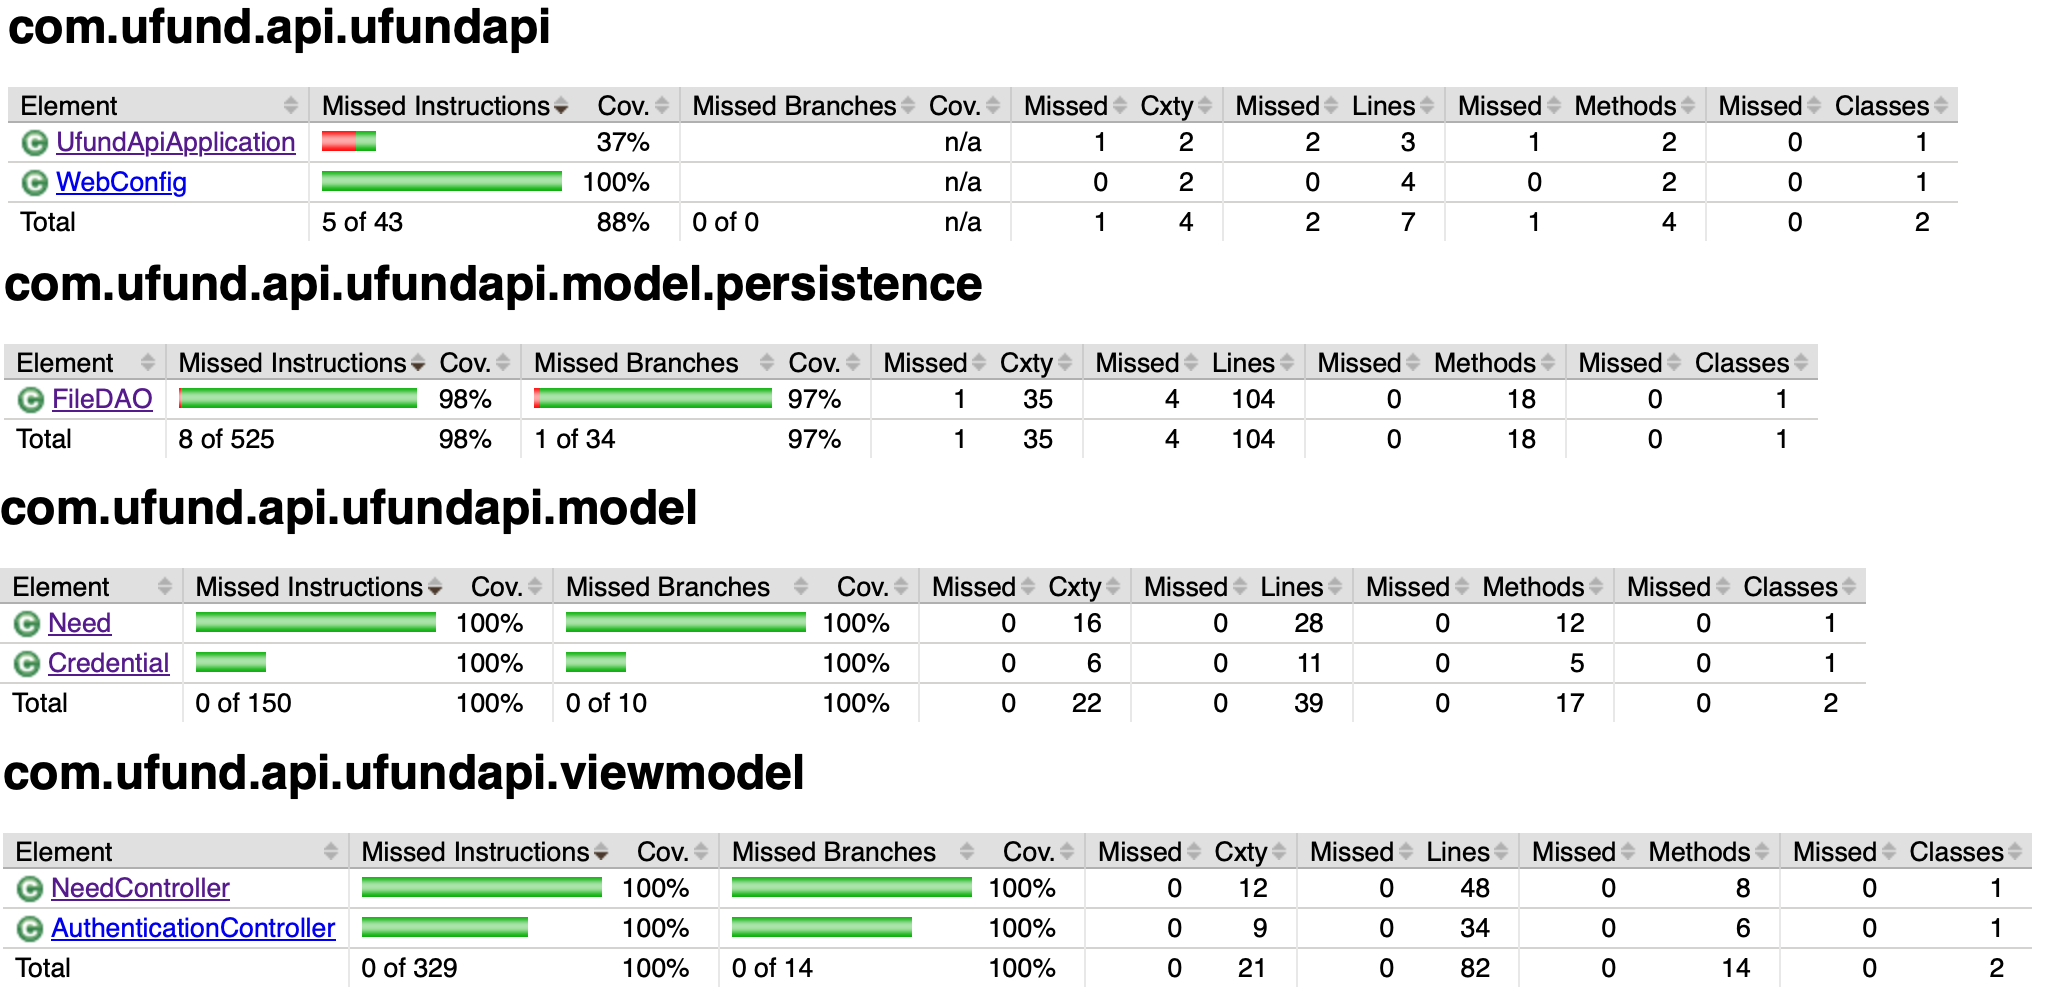 com.ufund.api.ufundapi
Element Missed Instructions Cov. Missed Branches Cov. Missed Cxty Missed Lines Missed Methods Missed Classes
C UfundApiApplication 37% n/a 1 2 2 3 1 2 0 1
C WebConfig 100% n/a 0 2 0 4 0 2 0 1
Total 5 of 43 88% 0 of 0 n/a 1 4 2 7 1 4 0 2
com.ufund.api.ufundapi.model.persistence
Element Missed Instructions Cov. Missed Branches Cov. Missed Cxty Missed Lines Missed Methods Missed Classes
C FileDAO 98% 97% 1 35 4 104 0 18 0 1
Total 8 of 525 98% 1 of 34 97% 1 35 4 104 0 18 0 1
com.ufund.api.ufundapi.model
Element Missed Instructions Cov. Missed Branches Cov. Missed Cxty Missed Lines Missed Methods Missed Classes
C Need 100% 100% 0 16 0 28 0 12 0 1
C Credential 100% 100% 0 6 0 11 0 5 0 1
Total 0 of 150 100% 0 of 10 100% 0 22 0 39 0 17 0 2
com.ufund.api.ufundapi.viewmodel
Element Missed Instructions Cov. Missed Branches Cov. Missed Cxty Missed Lines Missed Methods Missed Classes
C NeedController 100% 100% 0 12 0 48 0 8 0 1
C AuthenticationController 100% 100% 0 9 0 34 0 6 0 1
Total 0 of 329 100% 0 of 14 100% 0 21 0 82 0 14 0 2